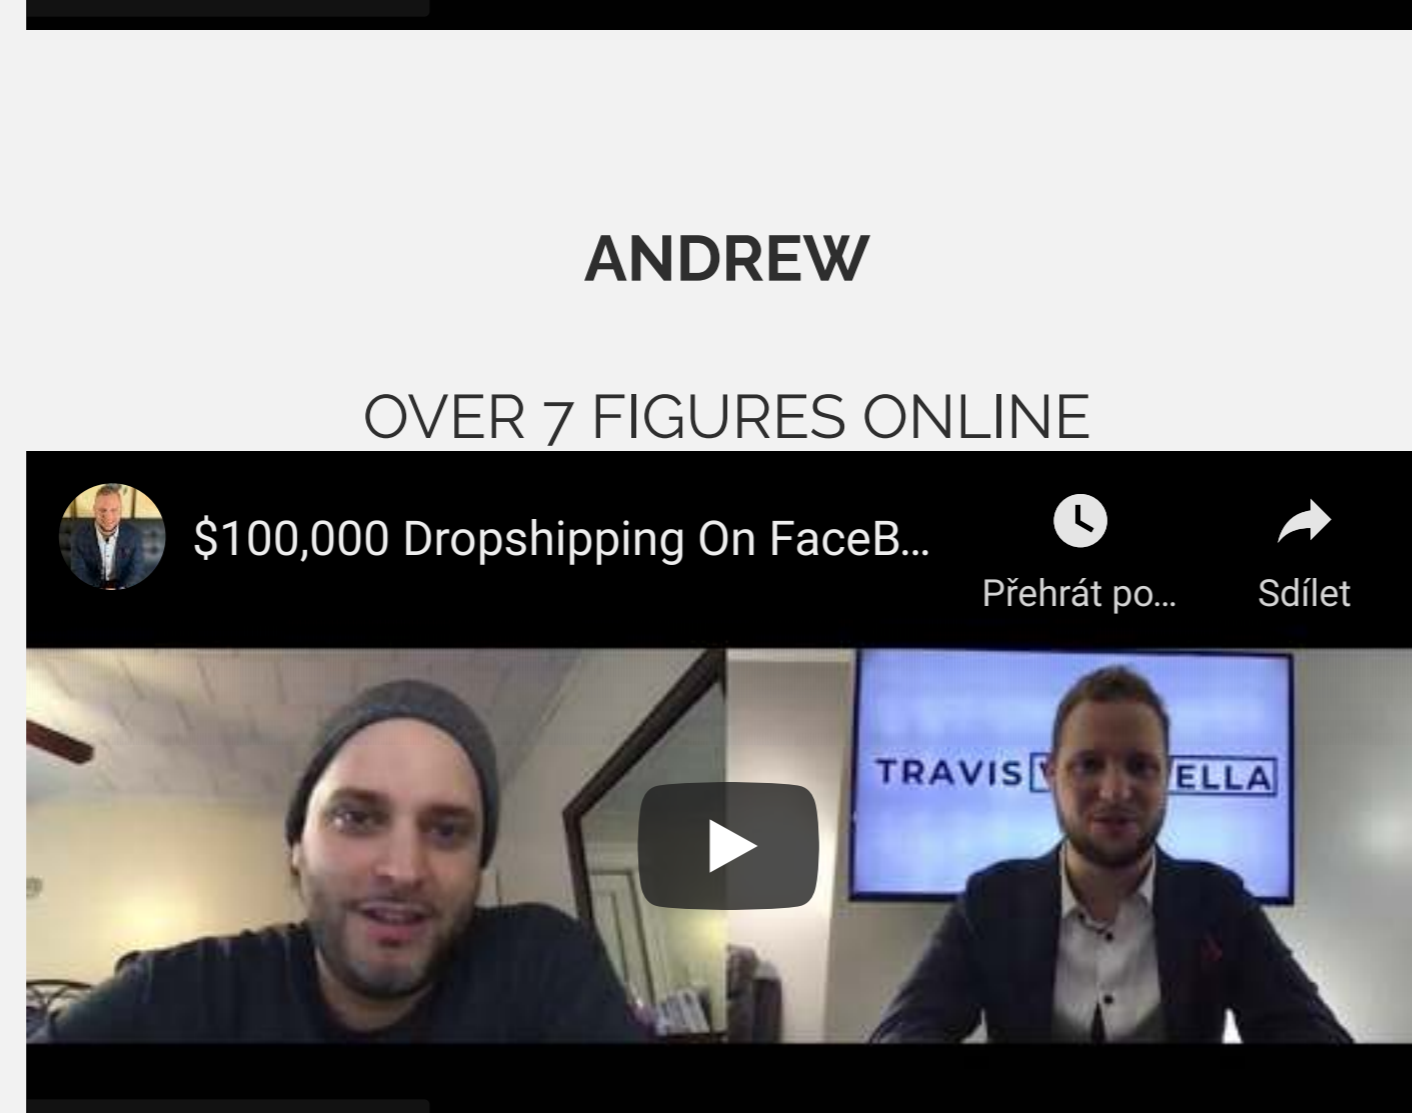 ANDREW
OVER 7 FIGURES ONLINE
$100,000 Dropshipping On FaceB...
Přehrát po...
Sdílet
TRAVIS ELLA